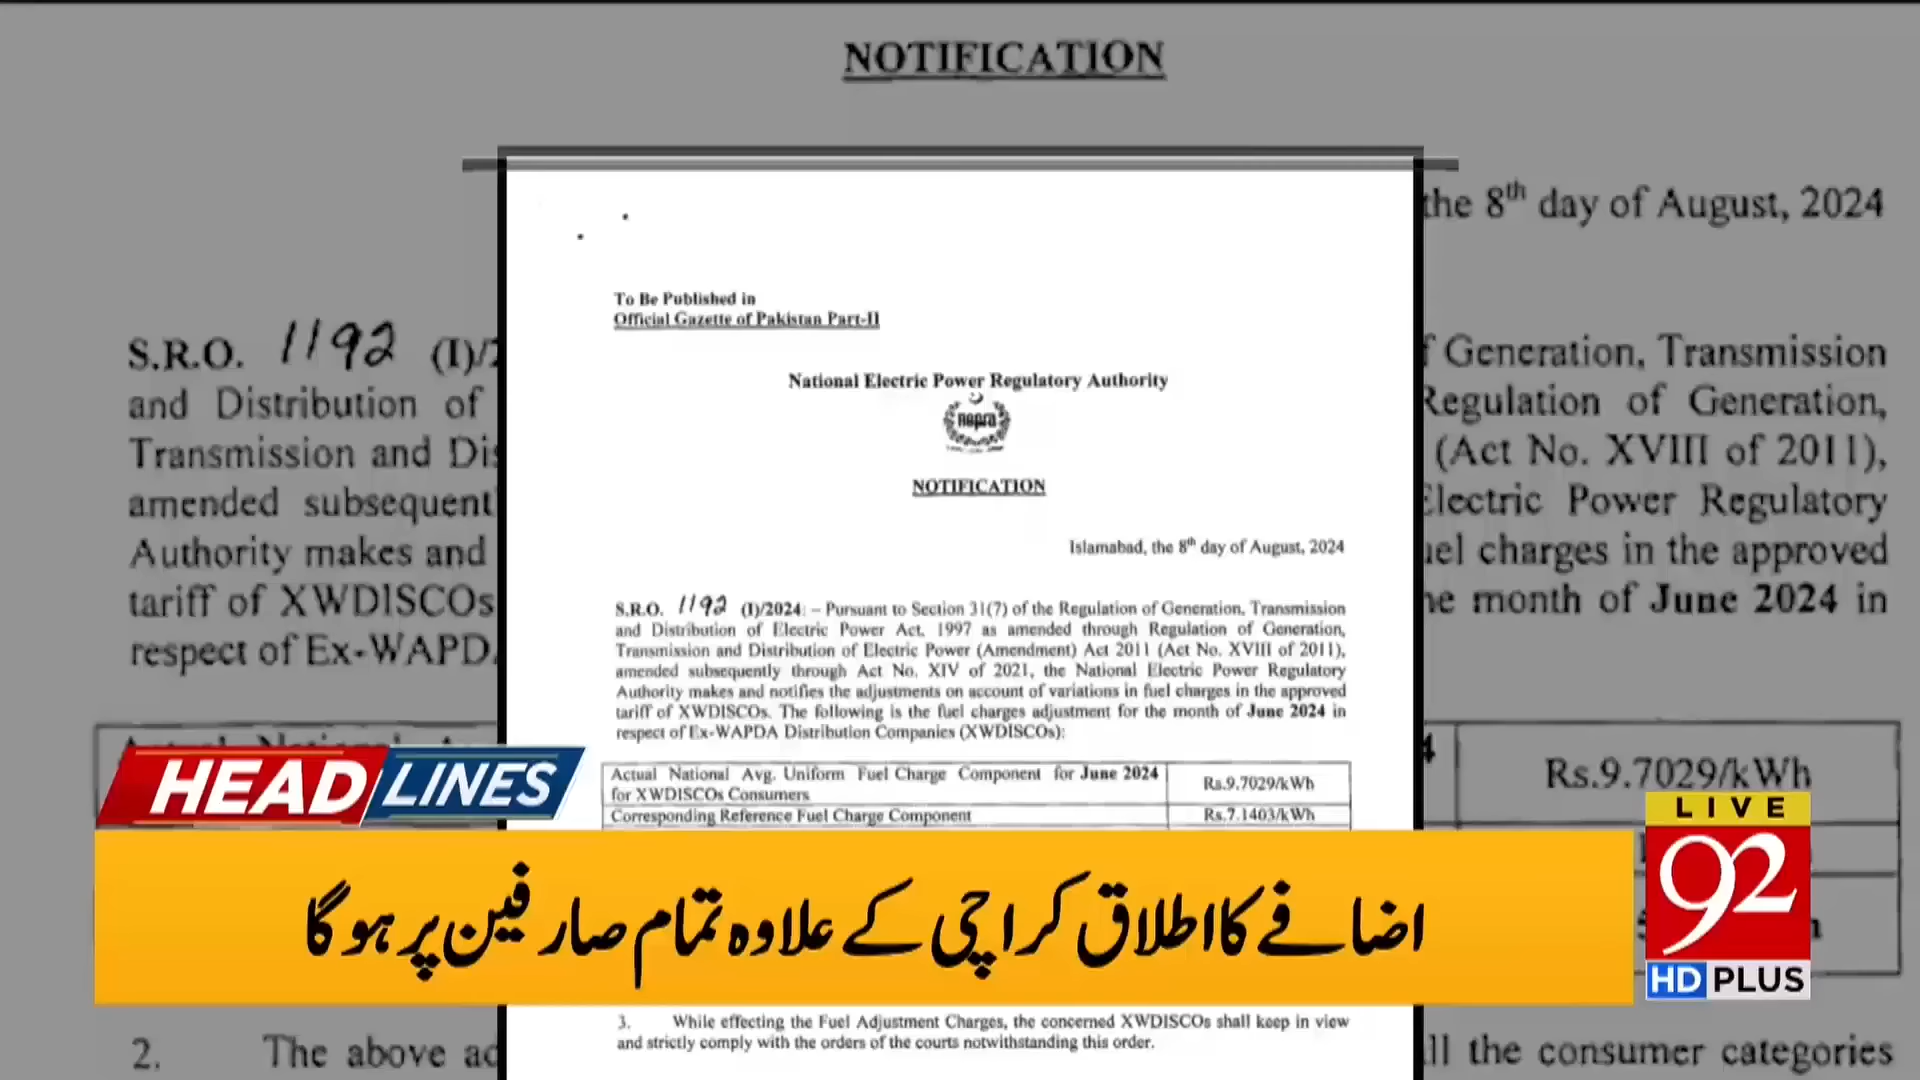 NOTIFICATION
the 8th day of August, 2024
S.R.O. 1192 (I)/2
f Generation, Transmission
and Distribution of
Regulation of Generation,
Transmission and Dis
(Act No. XVIII of 2011),
amended subsequent
Electric Power Regulatory
Authority makes and
uel charges in the approved
tariff of XWDISCOs
he month of June 2024 in
respect of Ex-WAPDA
Rs.9.7029/kWh
2. The above ad
ll the consumer categories
To Be Published in
Official Gazette of Pakistan Part-II
National Electric Power Regulatory Authority
nepra
NOTIFICATION
Islamabad, the 8th day of August, 2024
S.R.O. 1192 (I)/2024: – Pursuant to Section 31(7) of the Regulation of Generation, Transmission
and Distribution of Electric Power Act, 1997 as amended through Regulation of Generation,
Transmission and Distribution of Electric Power (Amendment) Act 2011 (Act No. XVIII of 2011),
amended subsequently through Act No. XIV of 2021, the National Electric Power Regulatory
Authority makes and notifies the adjustments on account of variations in fuel charges in the approved
tariff of XWDISCOs. The following is the fuel charges adjustment for the month of June 2024 in
respect of Ex-WAPDA Distribution Companies (XWDISCOs):
Actual National Avg. Uniform Fuel Charge Component for June 2024
for XWDISCOs Consumers
Rs.9.7029/kWh
Corresponding Reference Fuel Charge Component
Rs.7.1403/kWh
HEADLINES
اضافے کا اطلاق کراچی کے علاوہ تمام صارفین پر ہو گا
LIVE
92
HD PLUS
3. While effecting the Fuel Adjustment Charges, the concerned XWDISCOs shall keep in view
and strictly comply with the orders of the courts notwithstanding this order.